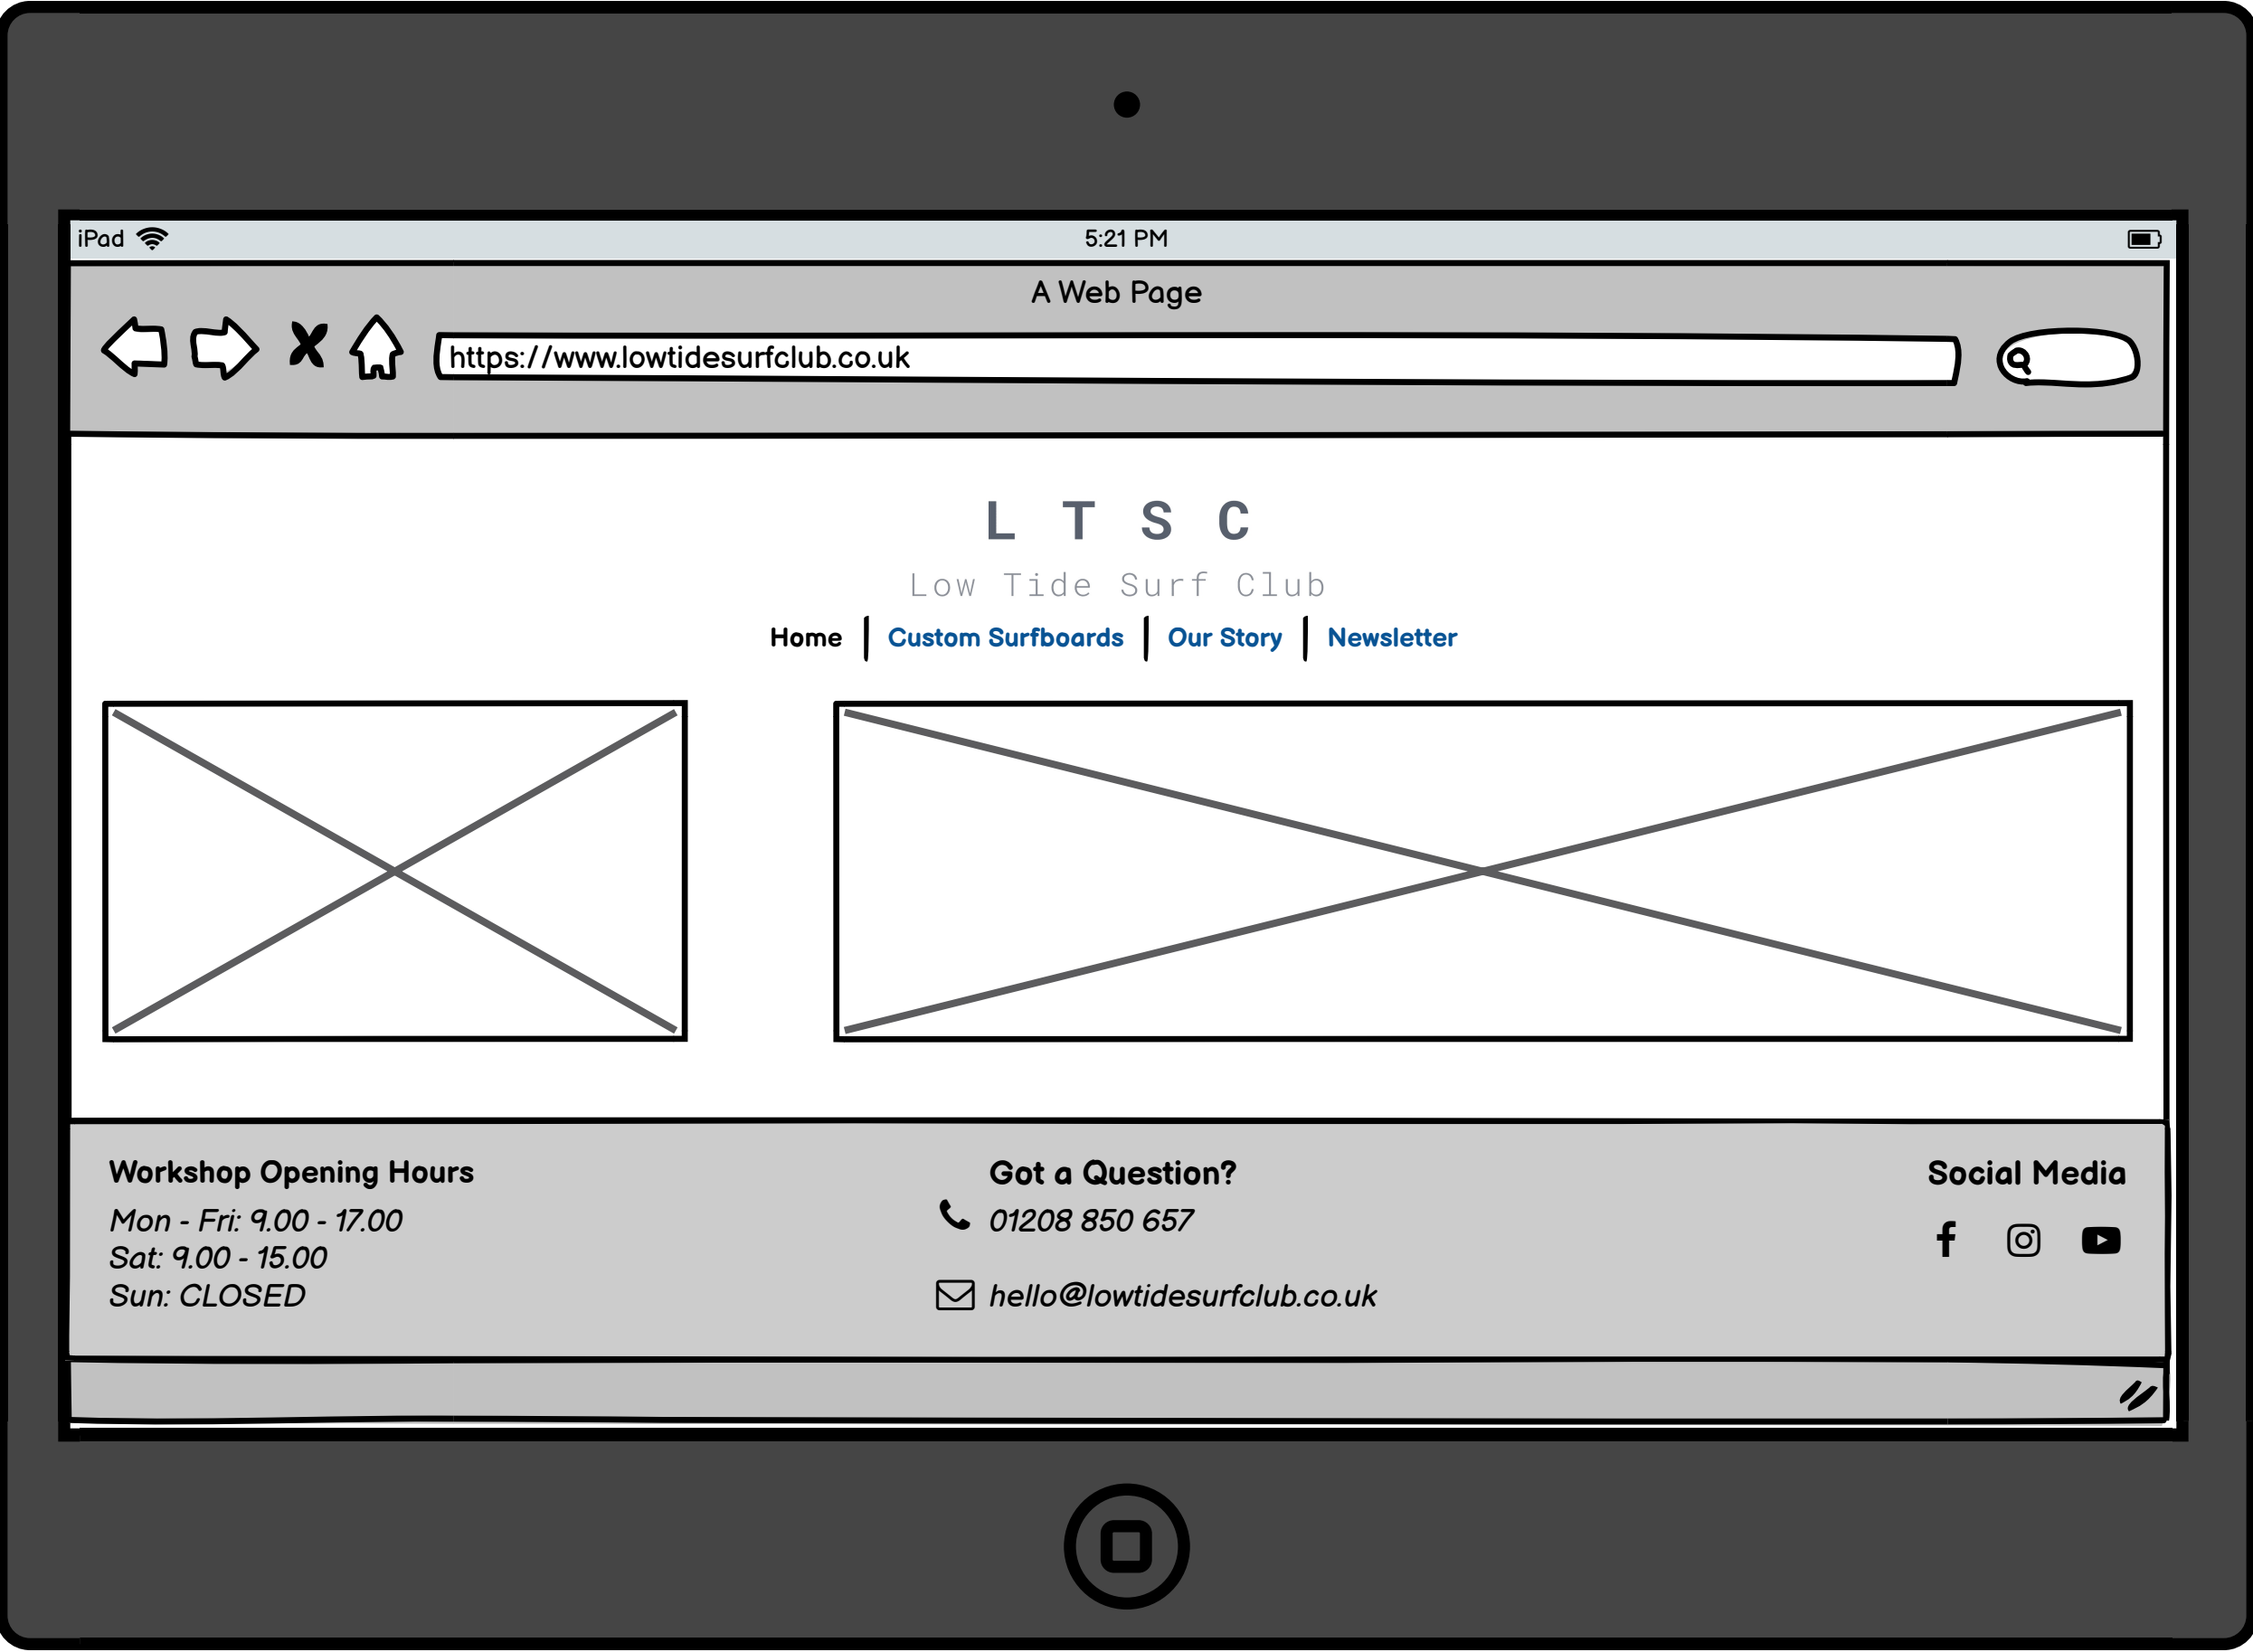 iPad 5:21 PM
A Web Page
https://www.lowtidesurfclub.co.uk
L T S C
Low Tide Surf Club
Home Custom Surfboards Our Story Newsletter
Workshop Opening Hours
Mon - Fri: 9.00 - 17.00
Sat: 9.00 - 15.00
Sun: CLOSED
Got a Question?
01208 850 657
hello@lowtidesurfclub.co.uk
Social Media